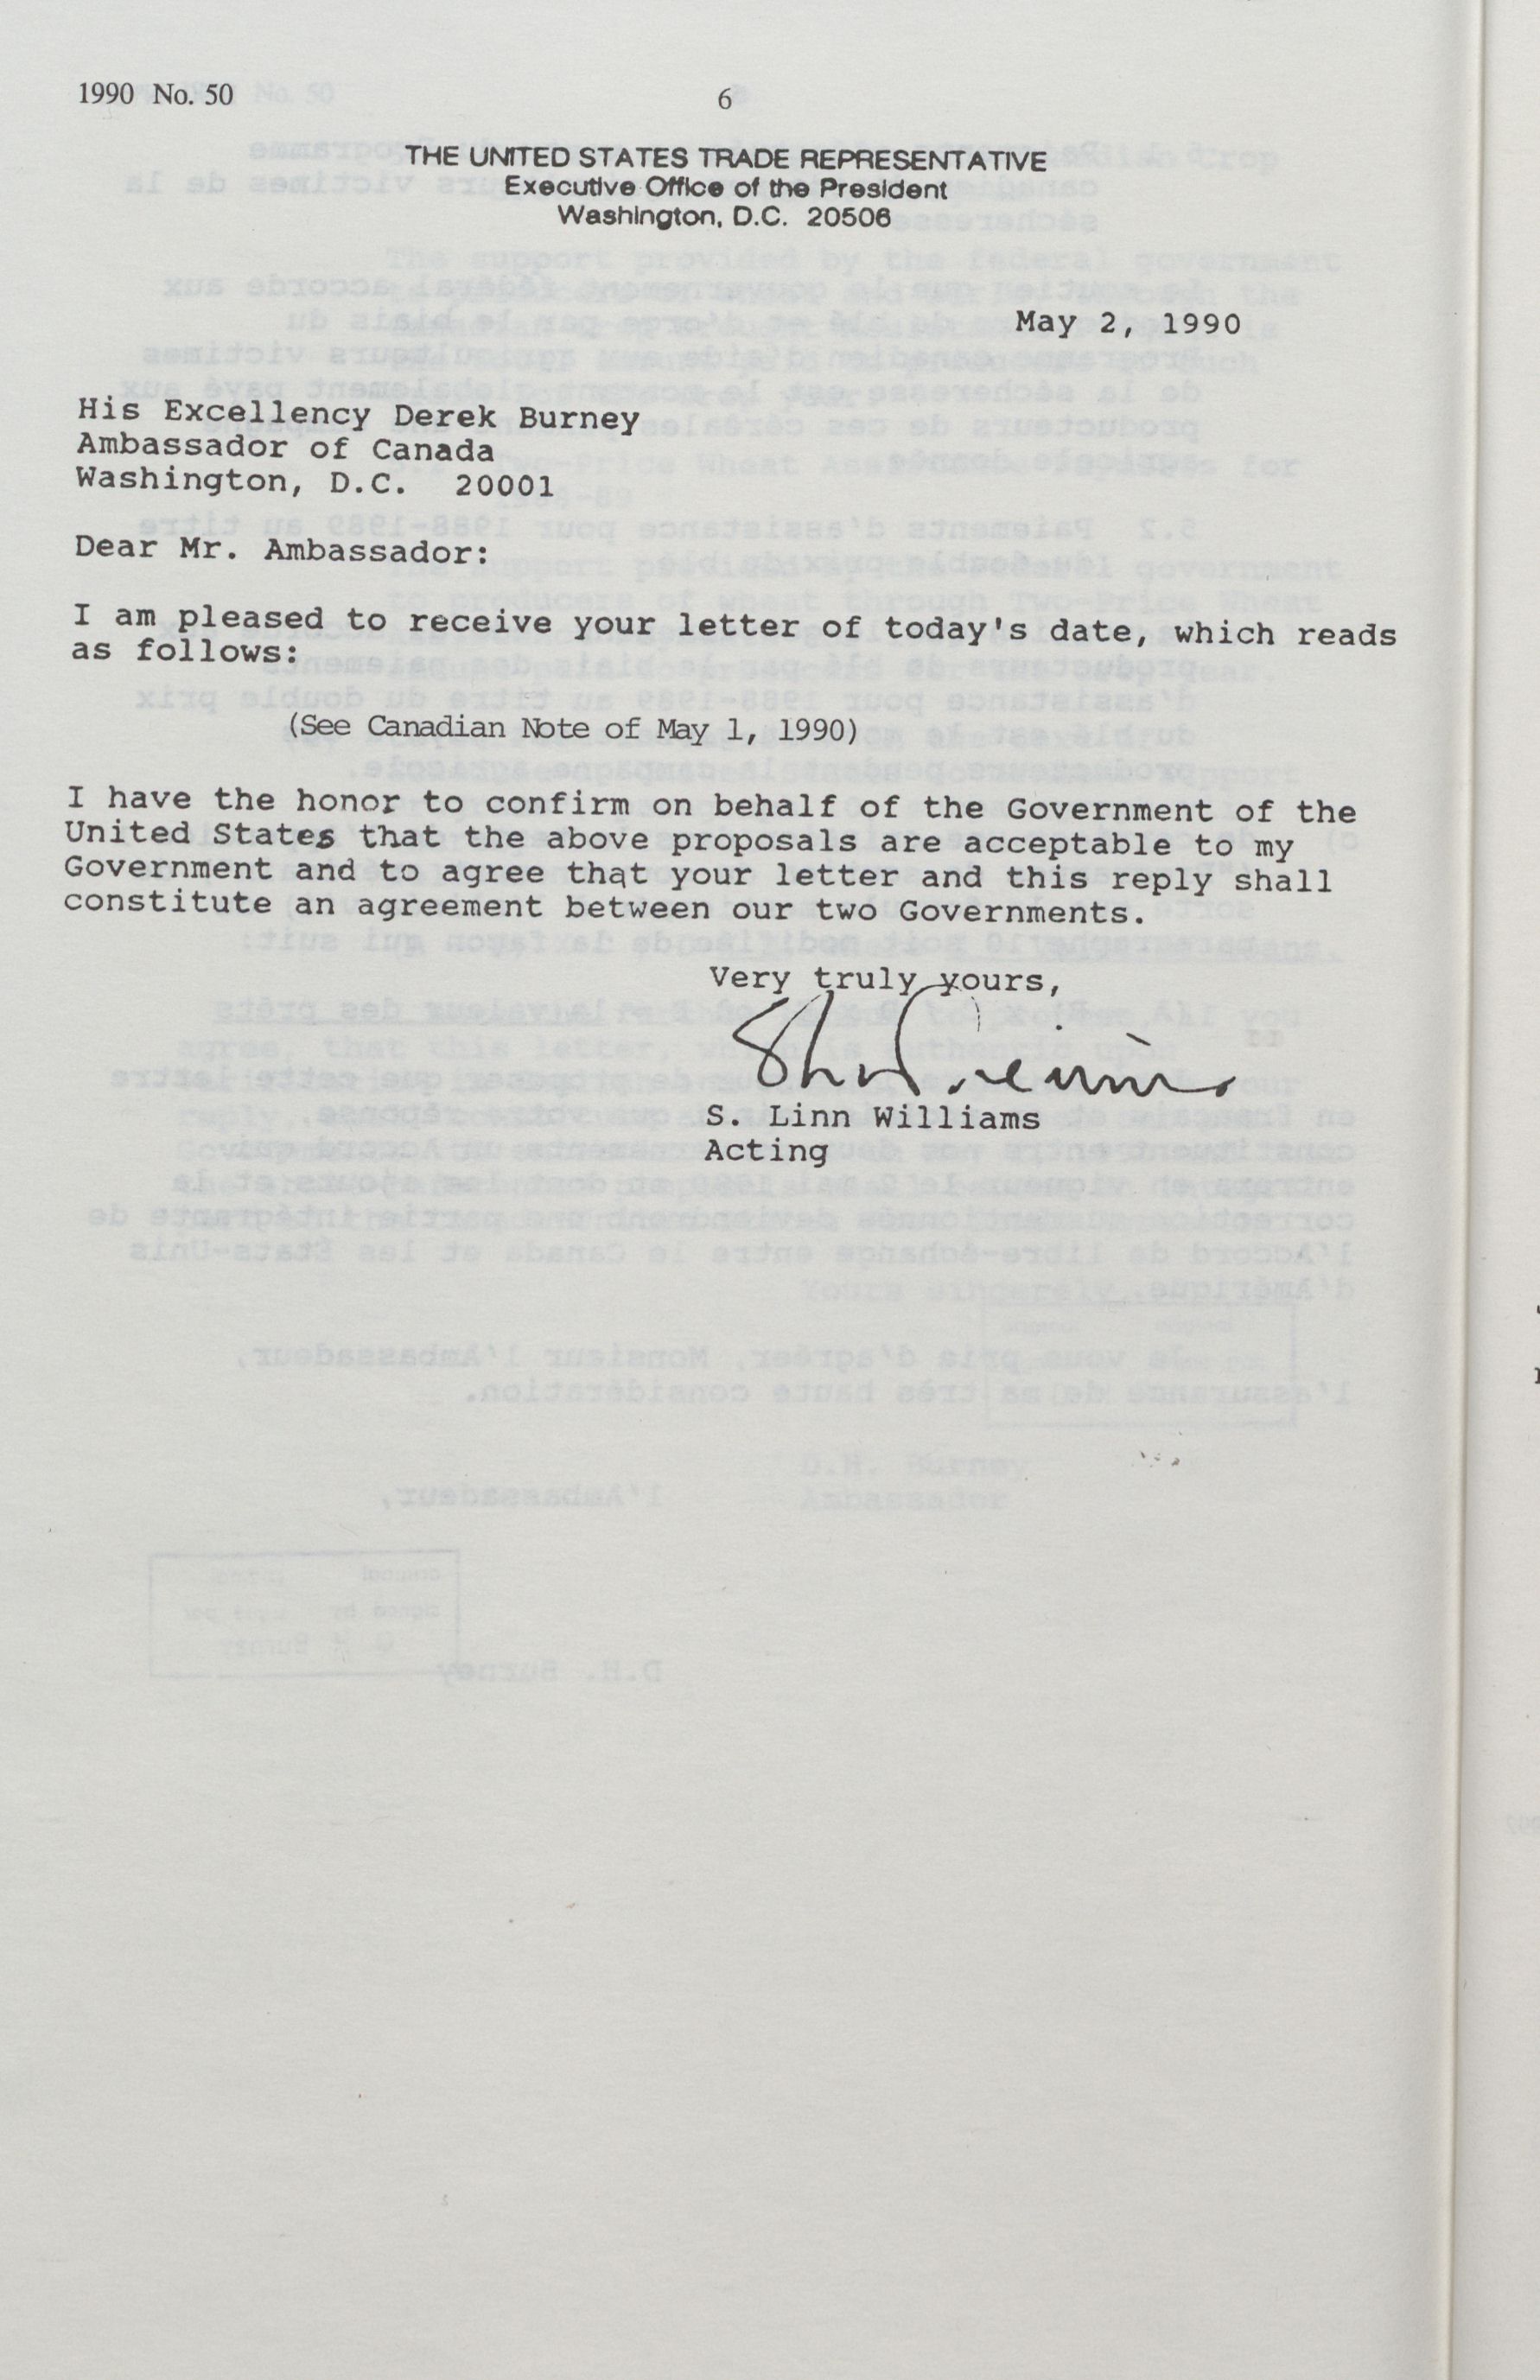 1990 No. 50
6
THE UNITED STATES TRADE REPRESENTATIVE
Executive Office of the President
Washington, D.C. 20506
May 2, 1990
His Excellency Derek Burney
Ambassador of Canada
Washington, D.C. 20001
Dear Mr. Ambassador:
I am pleased to receive your letter of today's date, which reads
as follows:
(See Canadian Note of May 1, 1990)
I have the honor to confirm on behalf of the Government of the
United States that the above proposals are acceptable to my
Government and to agree that your letter and this reply shall
constitute an agreement between our two Governments.
Very truly yours,
S. Linn Williams
Acting